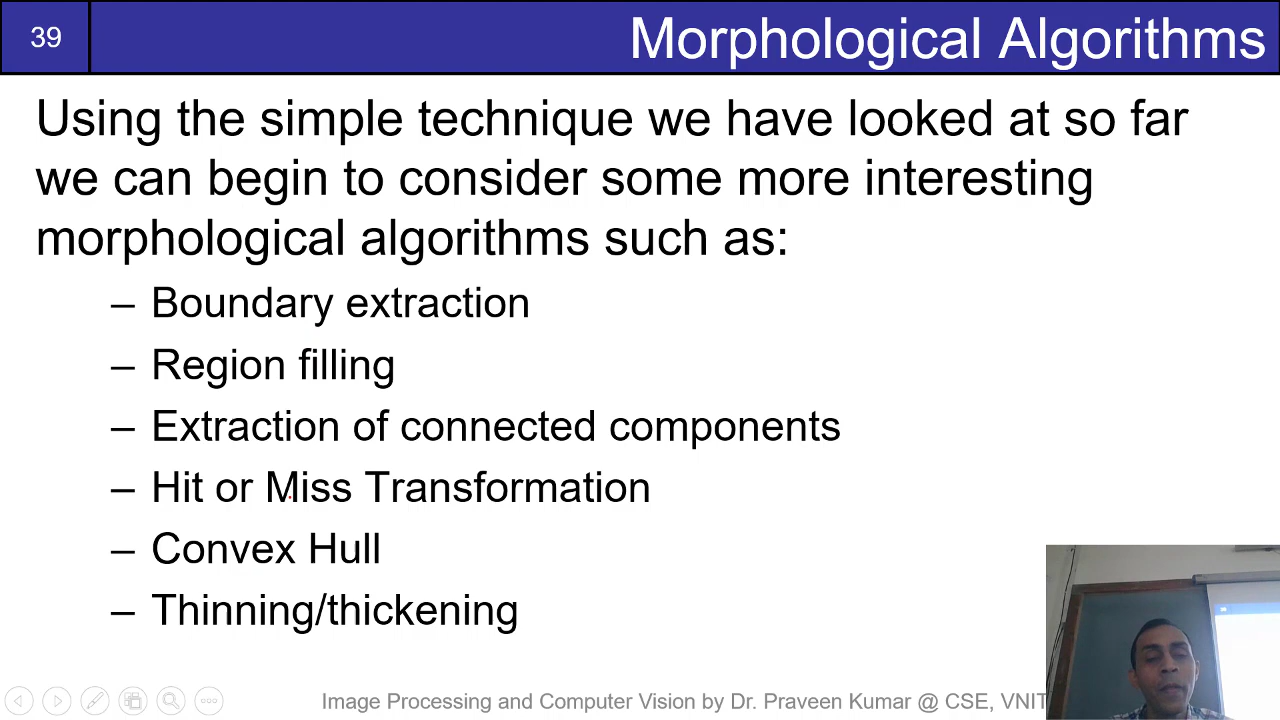 39
Morphological Algorithms
Using the simple technique we have looked at so far
we can begin to consider some more interesting
morphological algorithms such as:
– Boundary extraction
– Region filling
– Extraction of connected components
– Hit or Miss Transformation
– Convex Hull
– Thinning/thickening
Image Processing and Computer Vision by Dr. Praveen Kumar @ CSE, VNIT